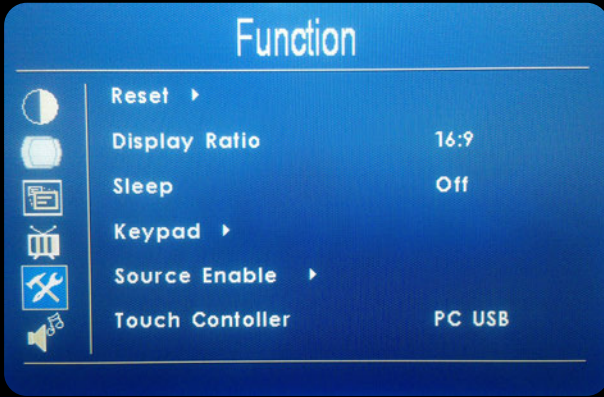 Function
Reset
Display Ratio 16:9
Sleep Off
Keypad
Source Enable
Touch Contoller PC USB